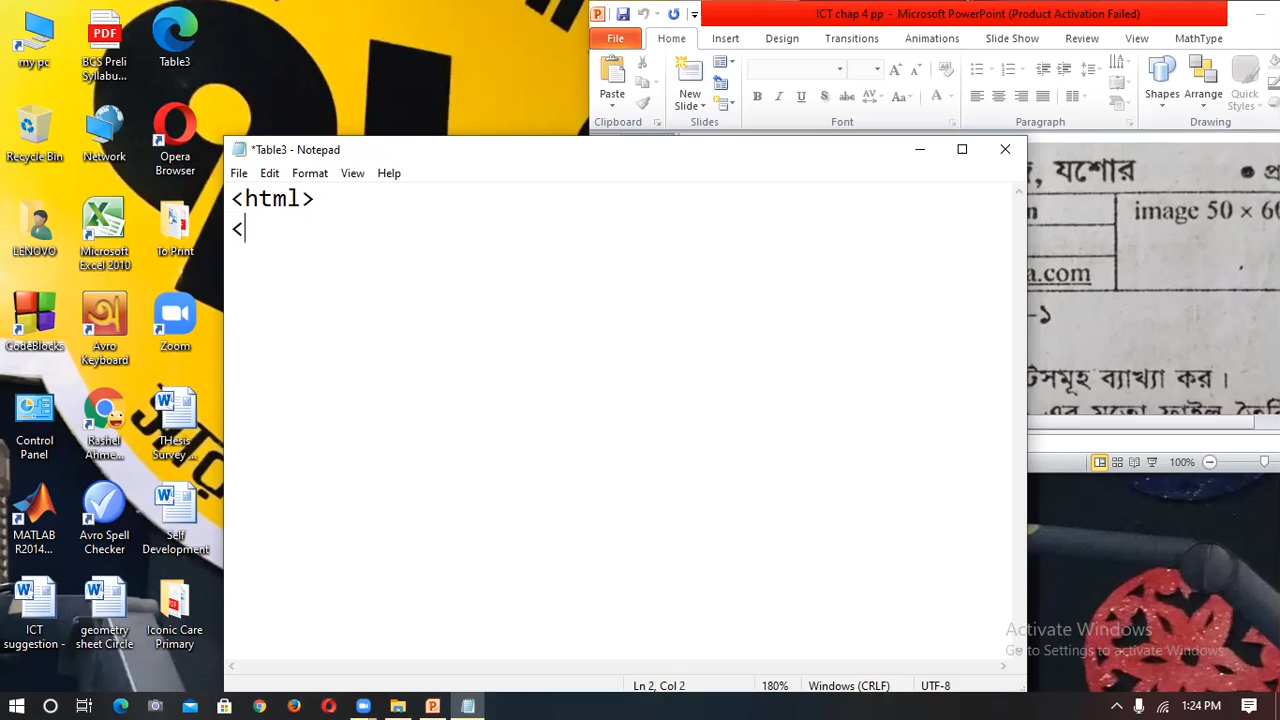 ICT chap 4 pp - Microsoft PowerPoint (Product Activation Failed)
File Home Insert Design Transitions Animations Slide Show Review View MathType
Paste
New Slide
Shapes Arrange Quick Styles
Clipboard Slides Font Paragraph Drawing
my pc
BGS Preli Syllabu...
Table3
Recycle Bin
Network
Opera Browser
LENOVO
Microsoft Excel 2010
To Print
CodeBlocks
Avro Keyboard
Zoom
Control Panel
Rashel Ahme...
THesis Survey ...
MATLAB R2014...
Avro Spell Checker
Self Development
ICT suggestion -
geometry sheet Circle
Iconic Care Primary
*Table3 - Notepad
File Edit Format View Help
<html>
<
Ln 2, Col 2 180% Windows (CRLF) UTF-8
যশোর
image 50 × 60
a.com
-১
ব্যাখ্যা কর।
100%
Activate Windows
Go to Settings to activate Windows.
1:24 PM